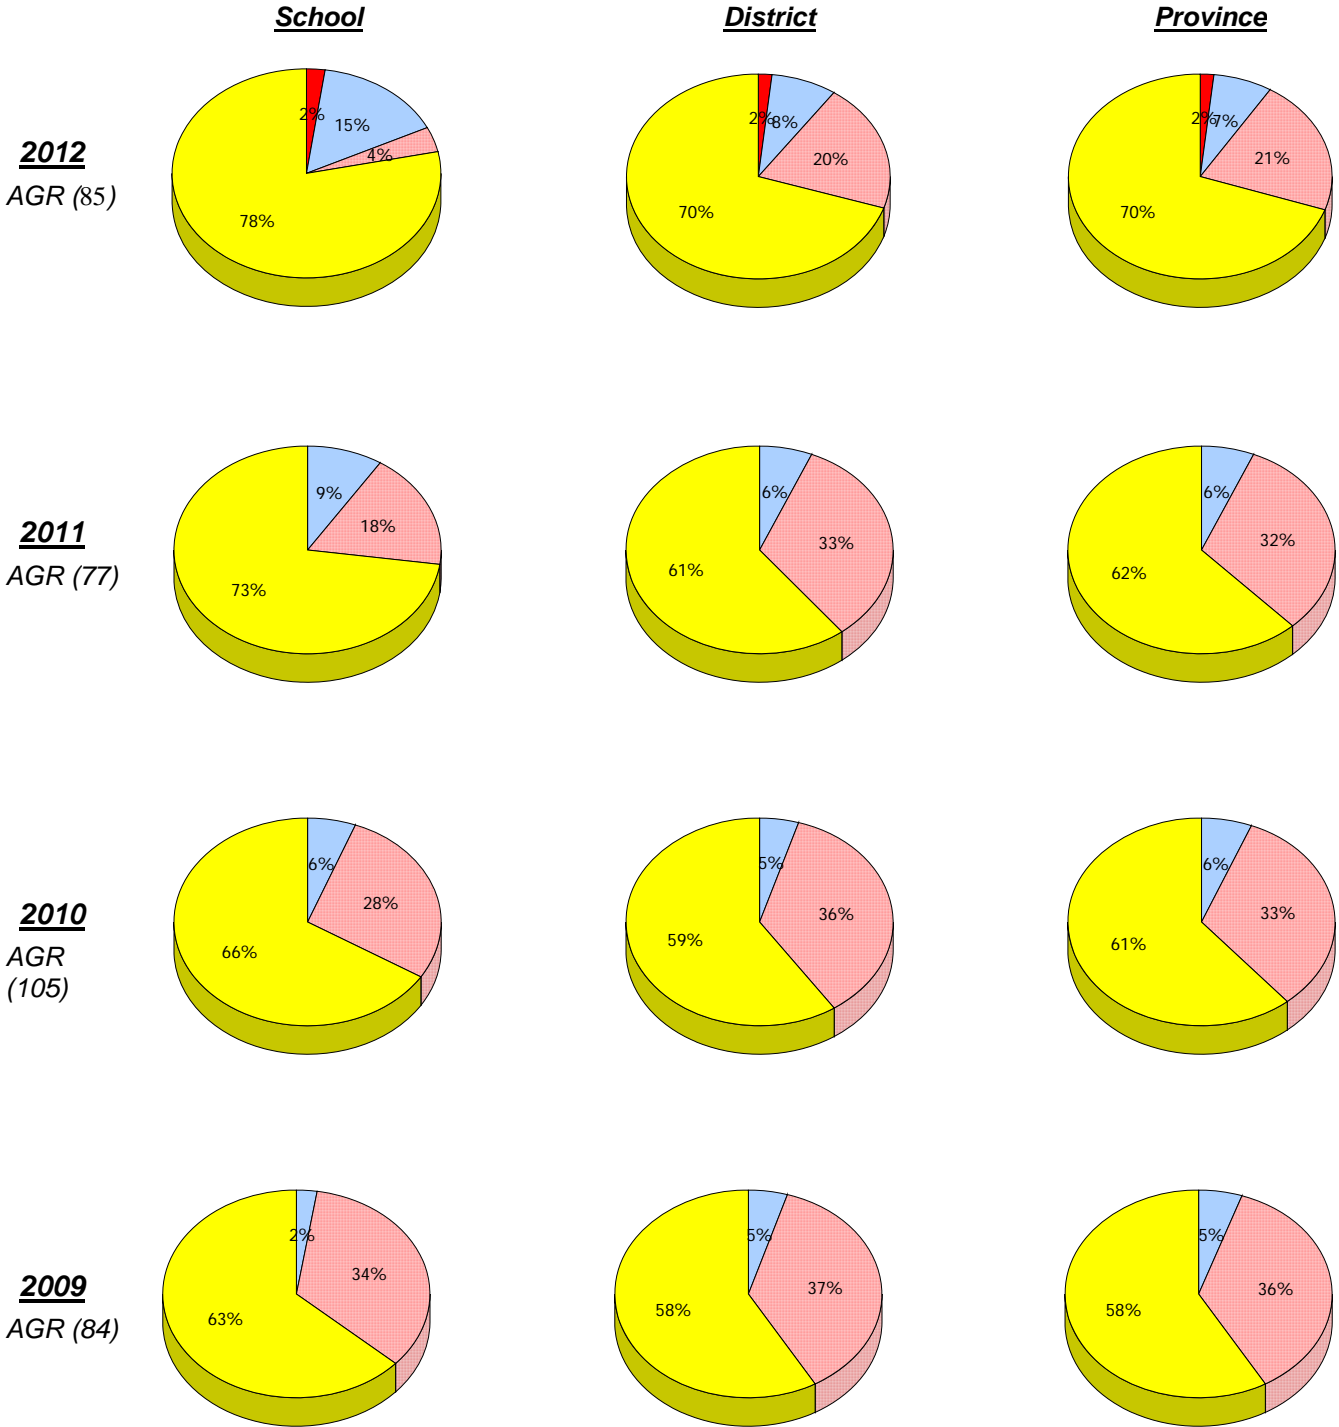 School District Province
2% 15% 4% 78%
2% 8% 20% 70%
2% 7% 21% 70%
2012
AGR (85)
9% 18% 73%
6% 33% 61%
6% 32% 62%
2011
AGR (77)
6% 28% 66%
5% 36% 59%
6% 33% 61%
2010
AGR
(105)
2% 34% 63%
5% 37% 58%
5% 36% 58%
2009
AGR (84)